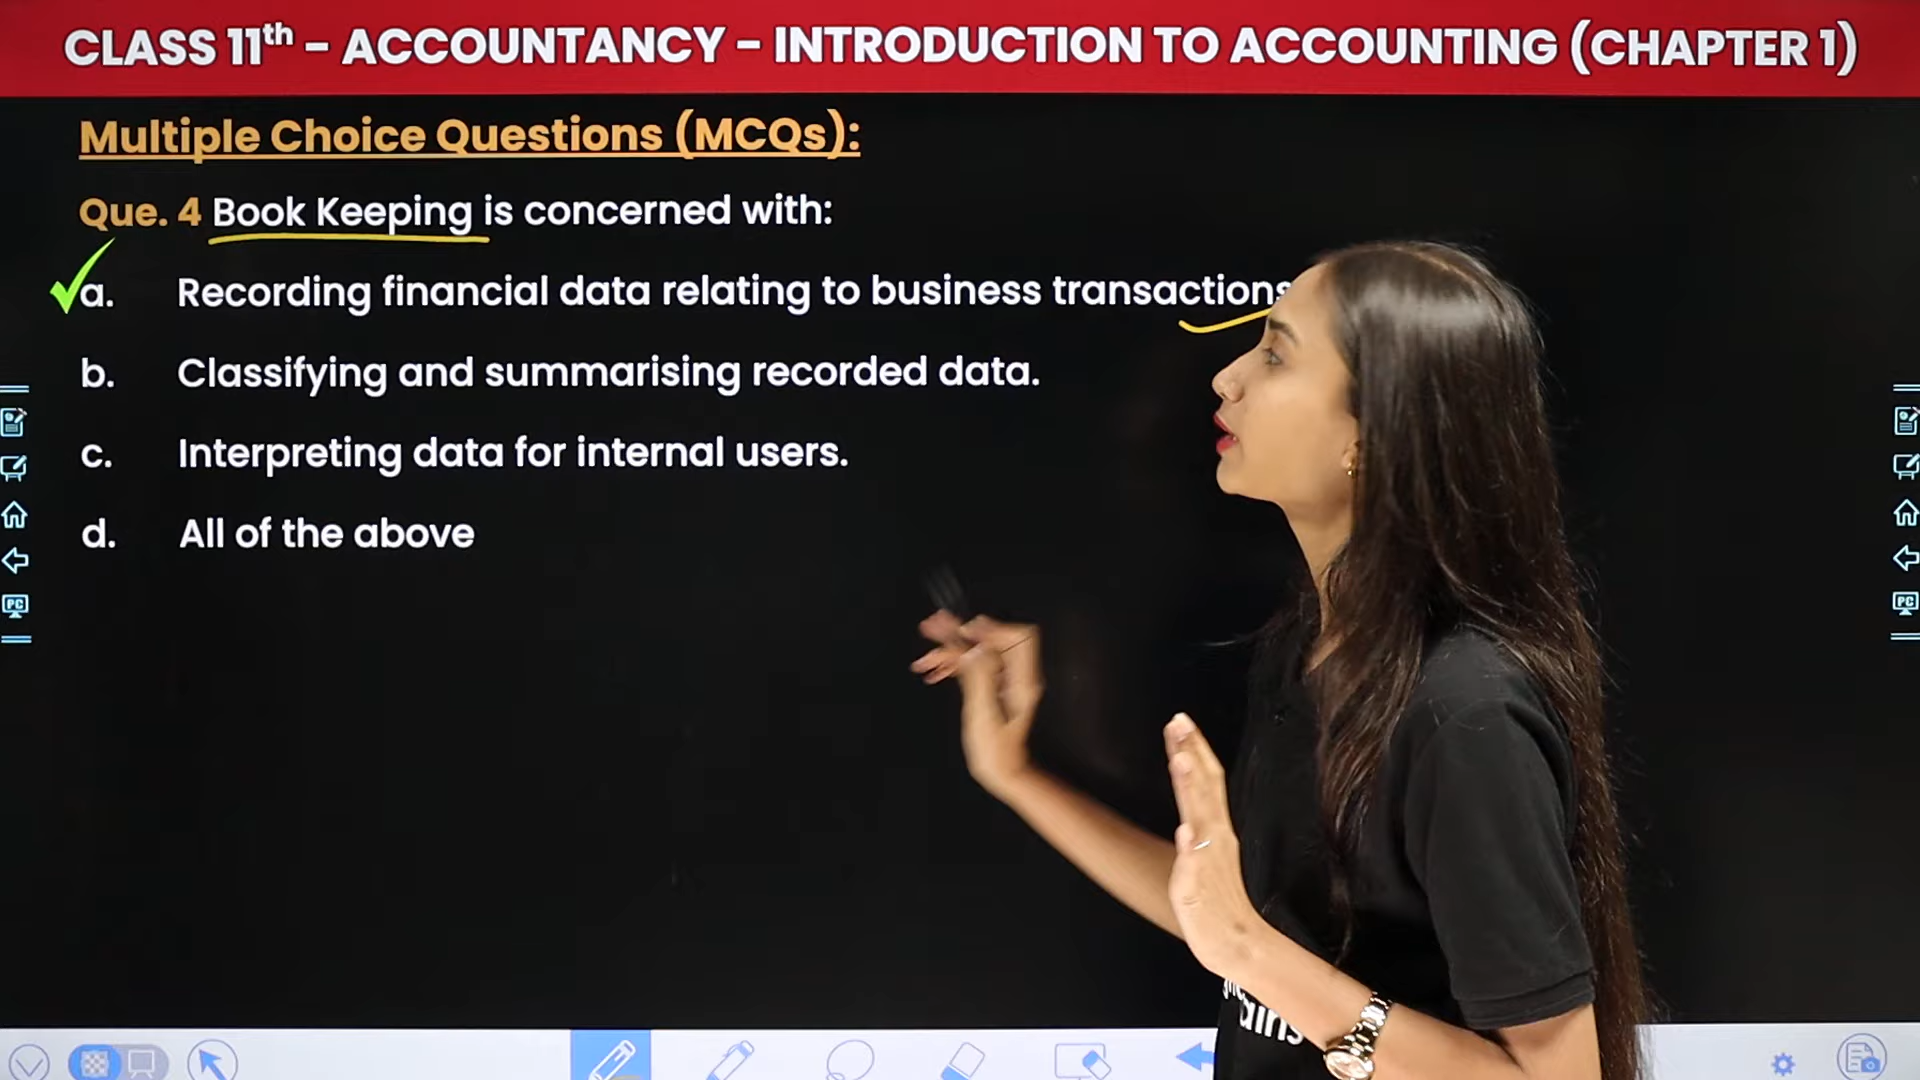 CLASS 11th - ACCOUNTANCY - INTRODUCTION TO ACCOUNTING (CHAPTER 1)
Multiple Choice Questions (MCQs):
Que. 4 Book Keeping is concerned with:
a. Recording financial data relating to business transactions
b. Classifying and summarising recorded data.
c. Interpreting data for internal users.
d. All of the above
PC
PC